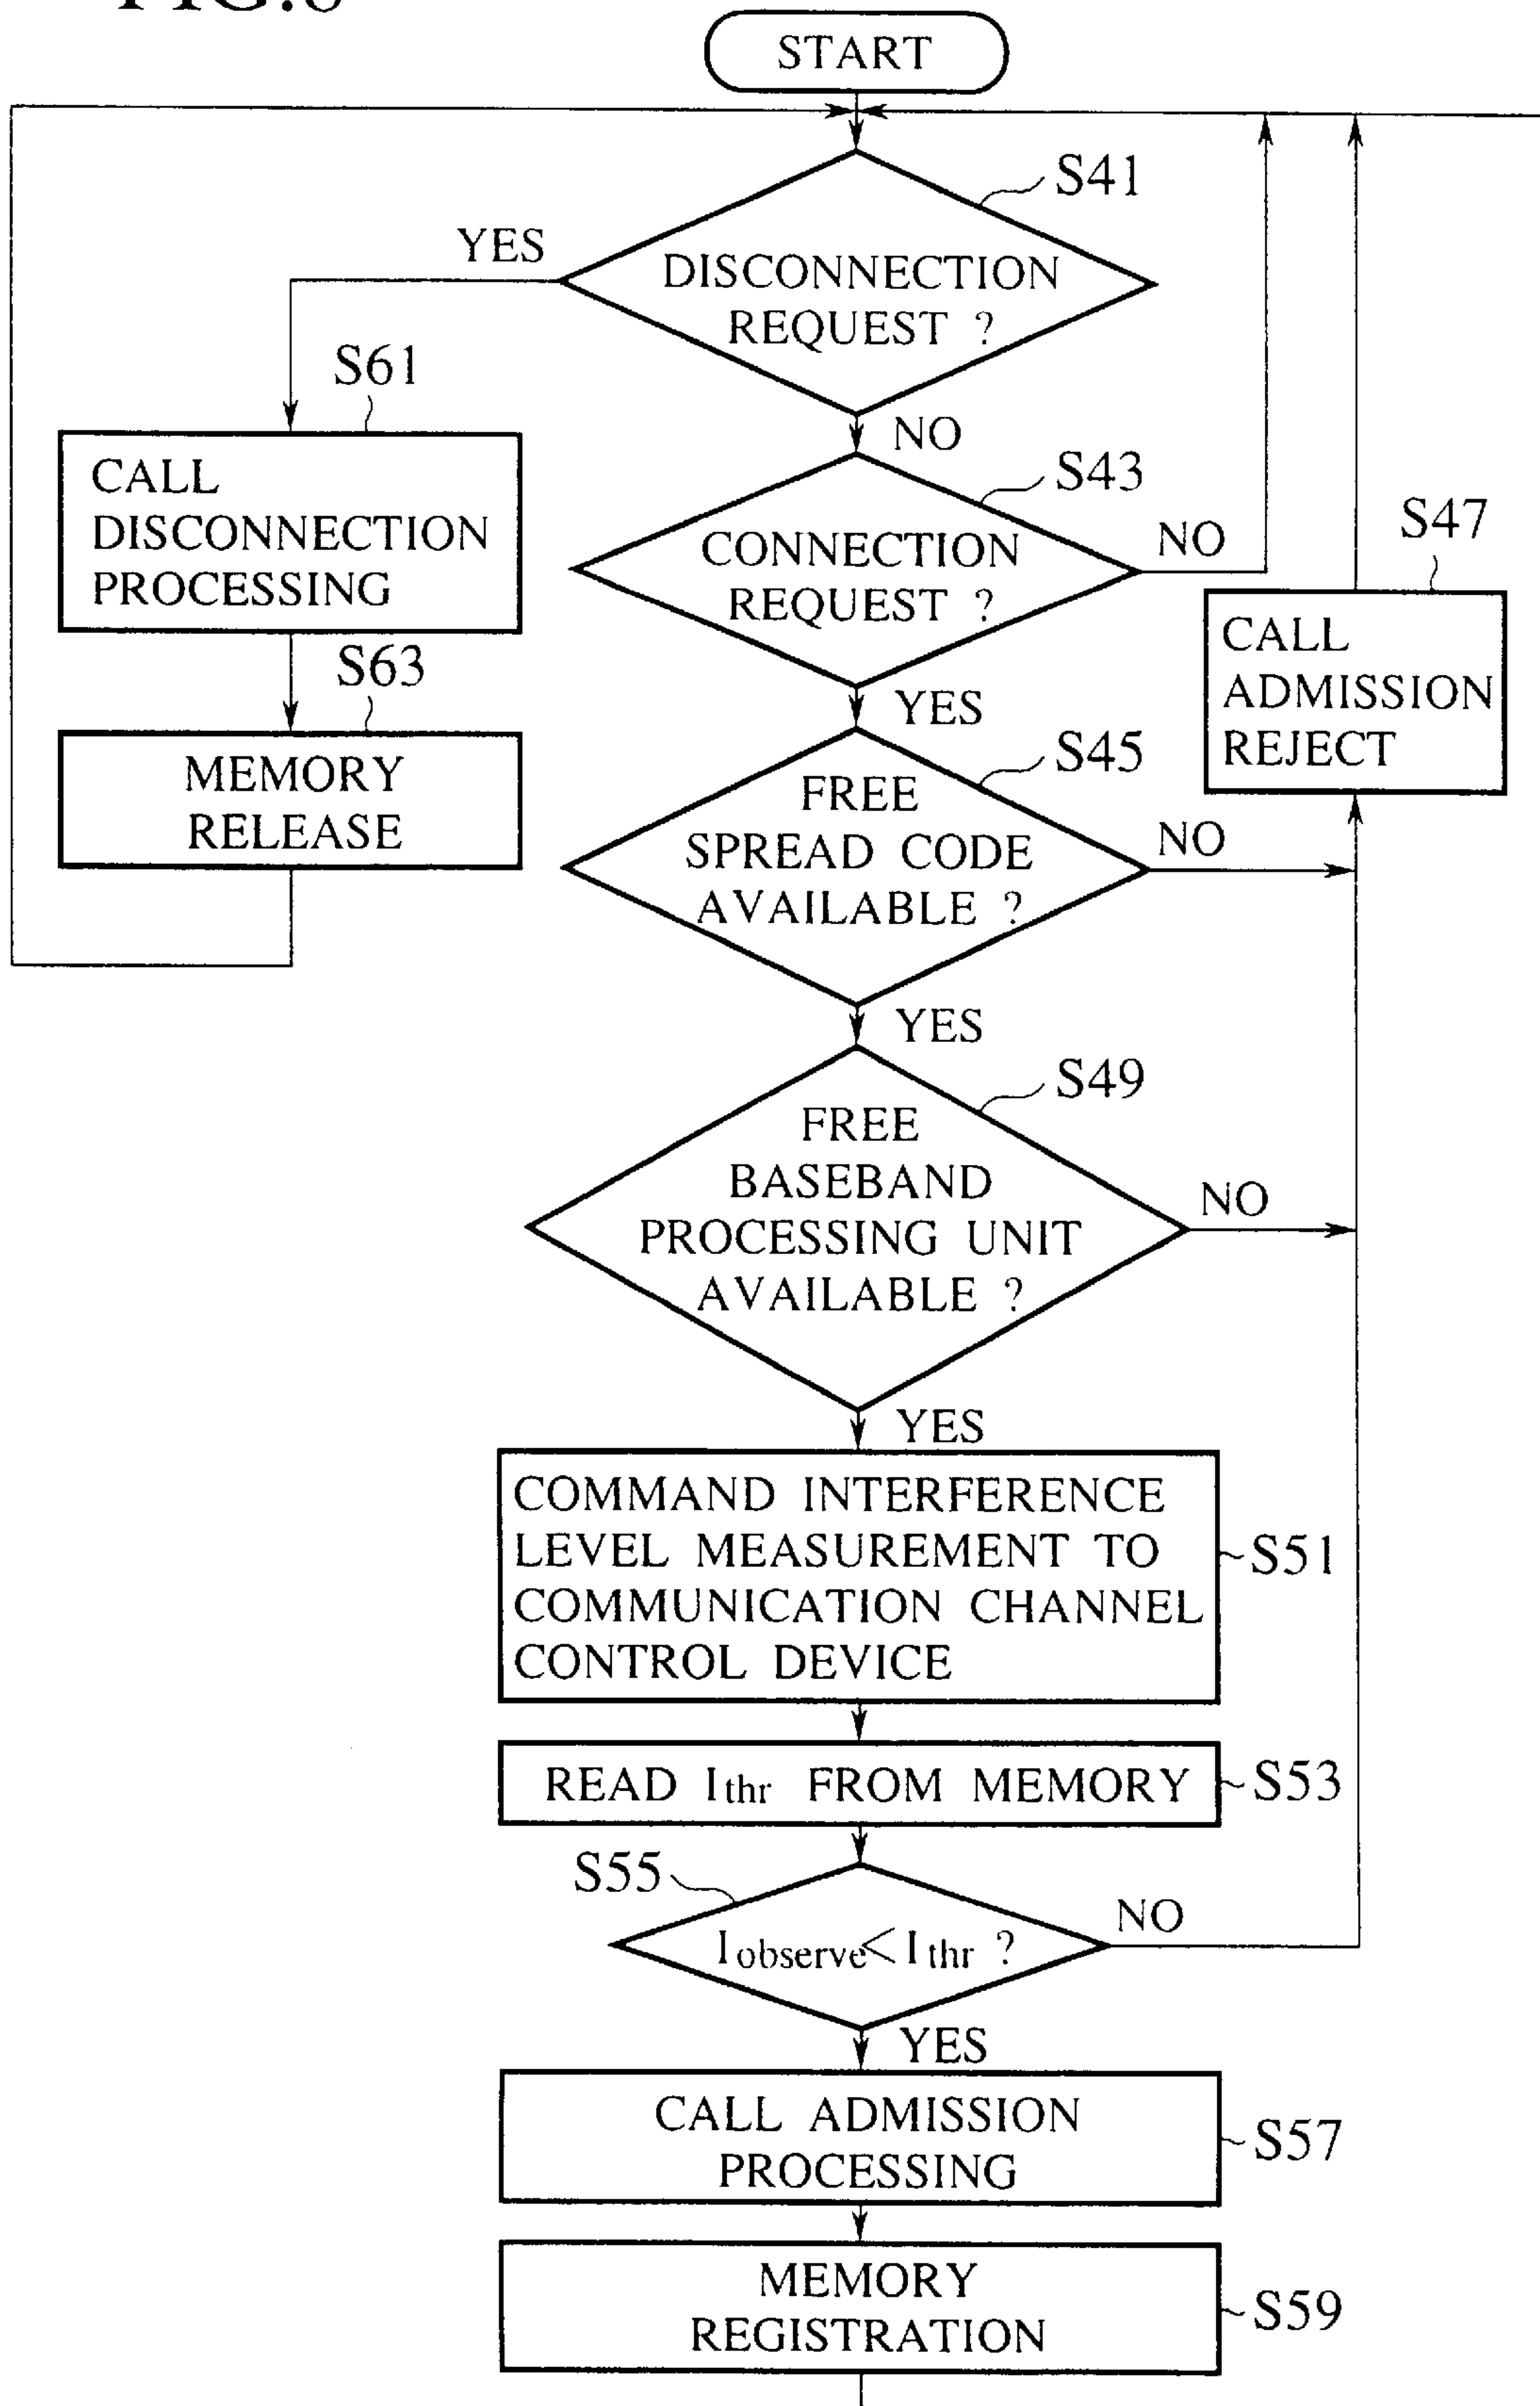 START
S41
YES
DISCONNECTION
REQUEST ?
S61
NO
CALL
DISCONNECTION
PROCESSING
S43
CONNECTION
REQUEST ?
NO
S47
CALL
ADMISSION
REJECT
S63
MEMORY
RELEASE
YES
S45
FREE
SPREAD CODE
AVAILABLE ?
NO
YES
S49
FREE
BASEBAND
PROCESSING UNIT
AVAILABLE ?
NO
YES
COMMAND INTERFERENCE
LEVEL MEASUREMENT TO
COMMUNICATION CHANNEL
CONTROL DEVICE
S51
READ Ithr FROM MEMORY
S53
S55
Iobserve<Ithr ?
NO
YES
CALL ADMISSION
PROCESSING
S57
MEMORY
REGISTRATION
S59